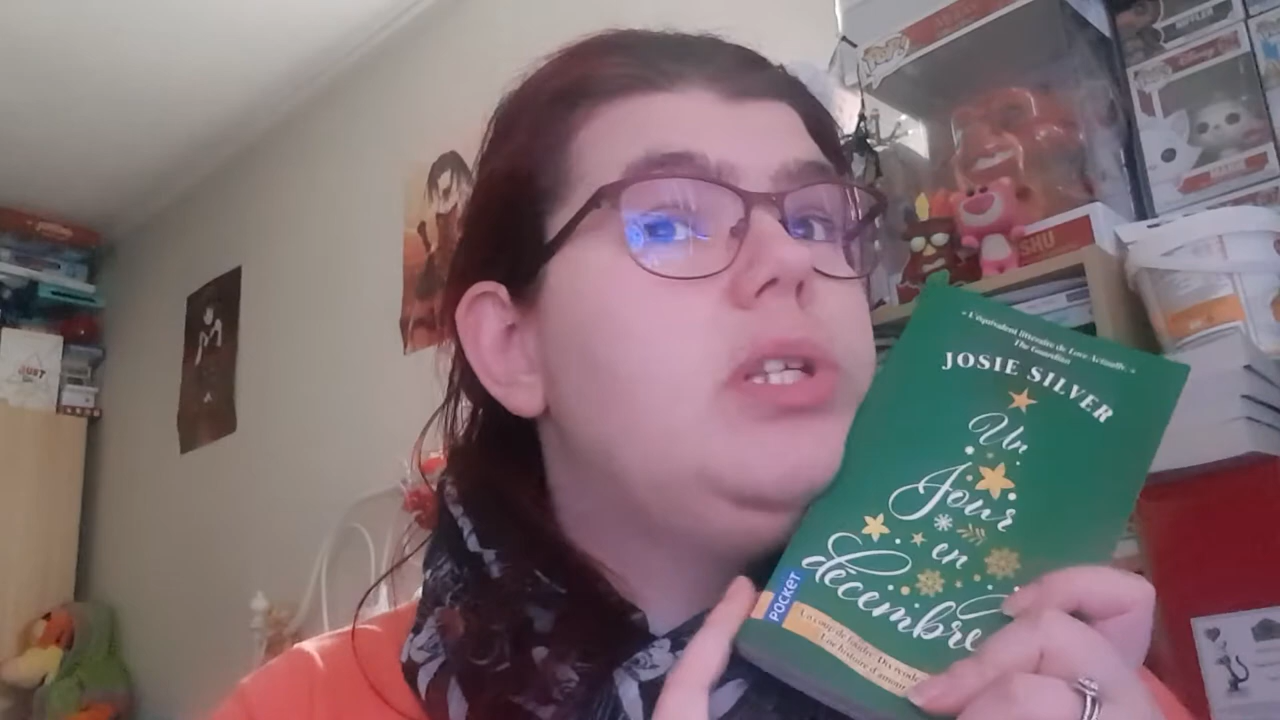 « L'équivalent littéraire de Love Actually. »
The Guardian
JOSIE SILVER
Un
Jour
en
décembre
POCKET
Un coup de foudre. Dix
Une histoire d'amour
POP!
SHU